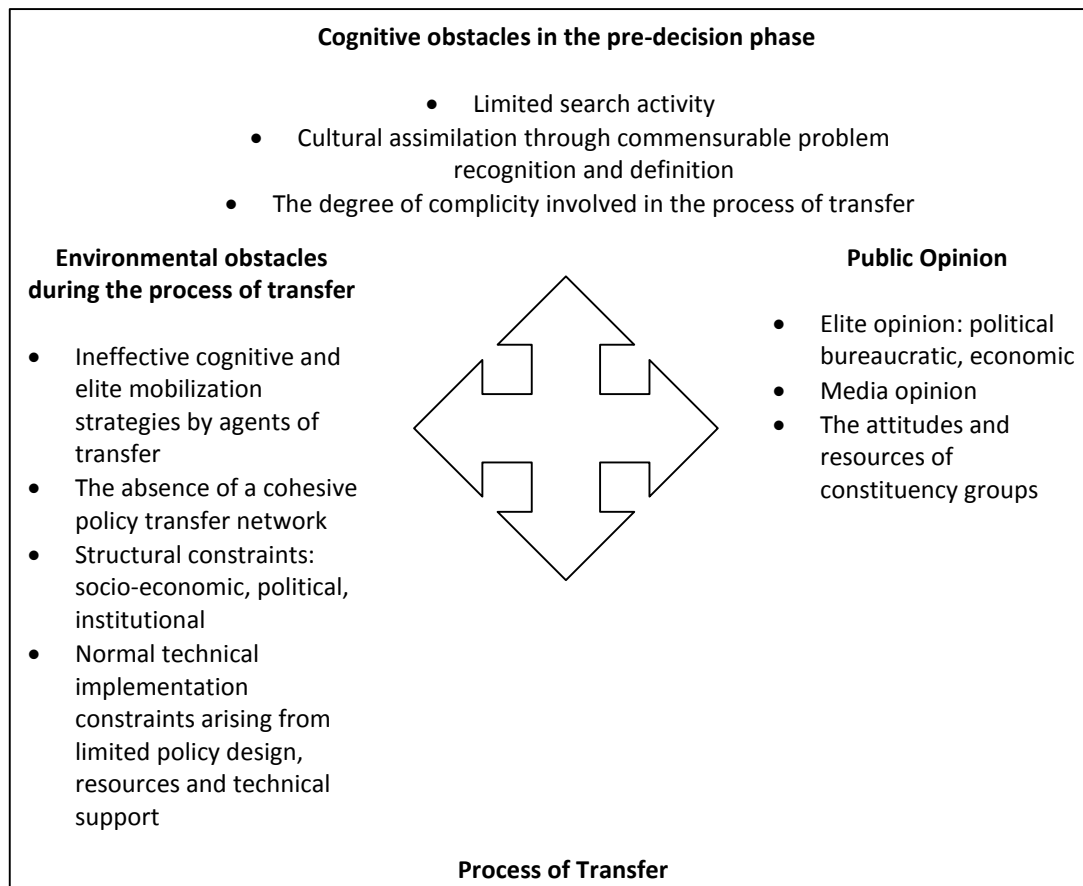 Cognitive obstacles in the pre-decision phase
• Limited search activity
• Cultural assimilation through commensurable problem
recognition and definition
• The degree of complicity involved in the process of transfer
Environmental obstacles
during the process of transfer
• Ineffective cognitive and
elite mobilization
strategies by agents of
transfer
• The absence of a cohesive
policy transfer network
• Structural constraints:
socio-economic, political,
institutional
• Normal technical
implementation
constraints arising from
limited policy design,
resources and technical
support
Public Opinion
• Elite opinion: political
bureaucratic, economic
• Media opinion
• The attitudes and
resources of
constituency groups
Process of Transfer